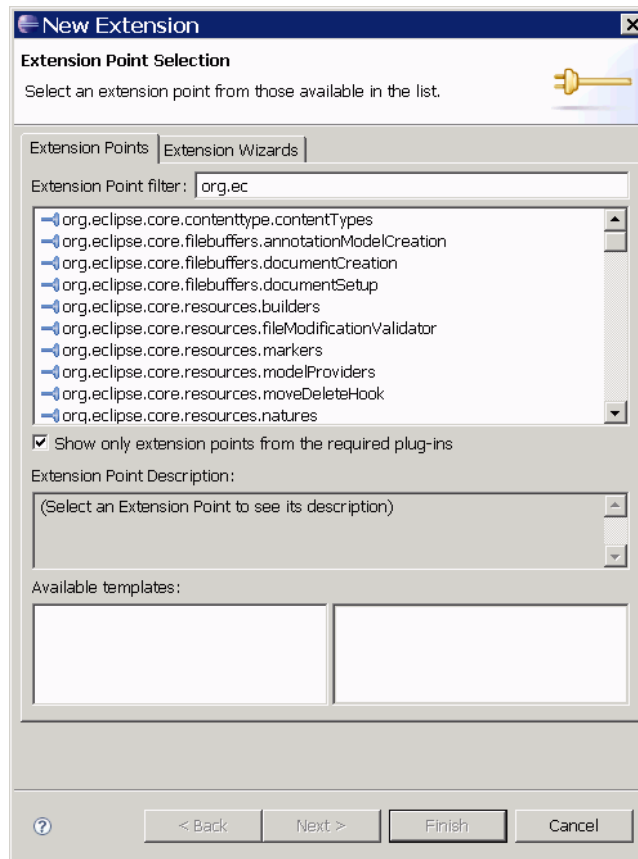 New Extension
Extension Point Selection
Select an extension point from those available in the list.
Extension Points Extension Wizards
Extension Point filter: org.ec
org.eclipse.core.contenttype.contentTypes
org.eclipse.core.filebuffers.annotationModelCreation
org.eclipse.core.filebuffers.documentCreation
org.eclipse.core.filebuffers.documentSetup
org.eclipse.core.resources.builders
org.eclipse.core.resources.fileModificationValidator
org.eclipse.core.resources.markers
org.eclipse.core.resources.modelProviders
org.eclipse.core.resources.moveDeleteHook
org.eclipse.core.resources.natures
Show only extension points from the required plug-ins
Extension Point Description:
(Select an Extension Point to see its description)
Available templates:
? < Back Next > Finish Cancel